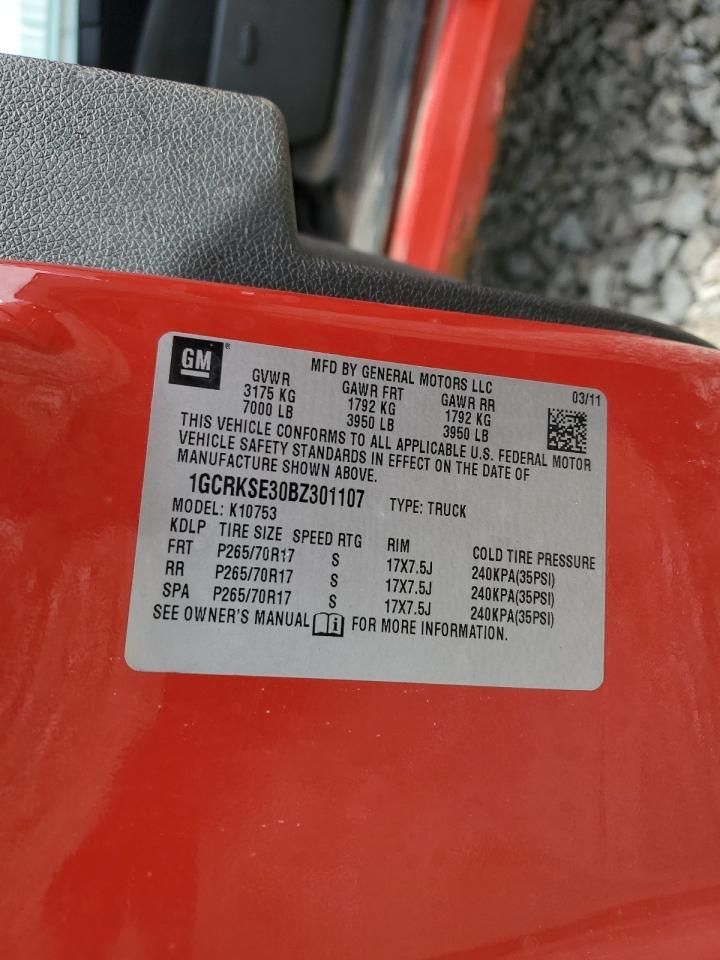 GM®
MFD BY GENERAL MOTORS LLC
03/11
GVWR GAWR FRT GAWR RR
3175 KG 1792 KG 1792 KG
7000 LB 3950 LB 3950 LB
THIS VEHICLE CONFORMS TO ALL APPLICABLE U.S. FEDERAL MOTOR
VEHICLE SAFETY STANDARDS IN EFFECT ON THE DATE OF
MANUFACTURE SHOWN ABOVE.
1GCRKSE30BZ301107 TYPE: TRUCK
MODEL: K10753
KDLP TIRE SIZE SPEED RTG RIM COLD TIRE PRESSURE
FRT P265/70R17 S 17X7.5J 240KPA(35PSI)
RR P265/70R17 S 17X7.5J 240KPA(35PSI)
SPA P265/70R17 S 17X7.5J 240KPA(35PSI)
SEE OWNER'S MANUAL i FOR MORE INFORMATION.